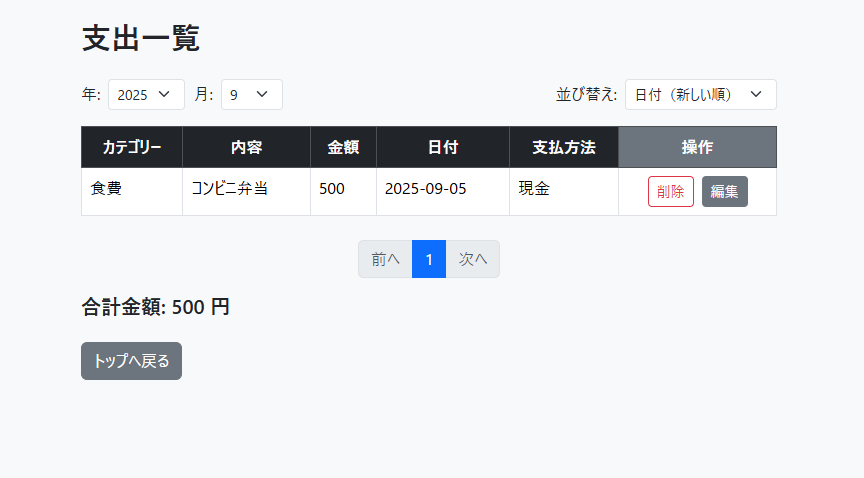 支出一覧
年: 2025 月: 9 並び替え: 日付（新しい順）
カテゴリー 内容 金額 日付 支払方法 操作
食費 コンビニ弁当 500 2025-09-05 現金 削除 編集
前へ 1 次へ
合計金額: 500 円
トップへ戻る